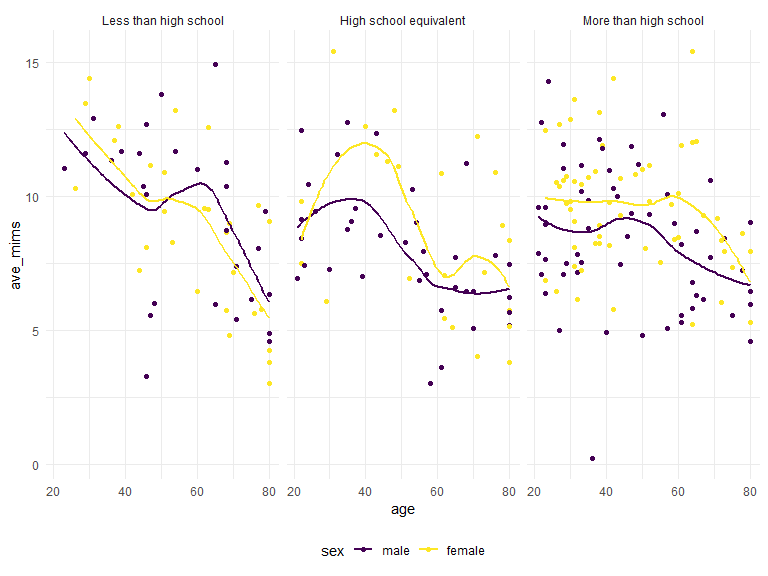 Less than high school High school equivalent More than high school
15
10
5
0
ave_mims
20 40 60 80 20 40 60 80 20 40 60 80
age
sex male female